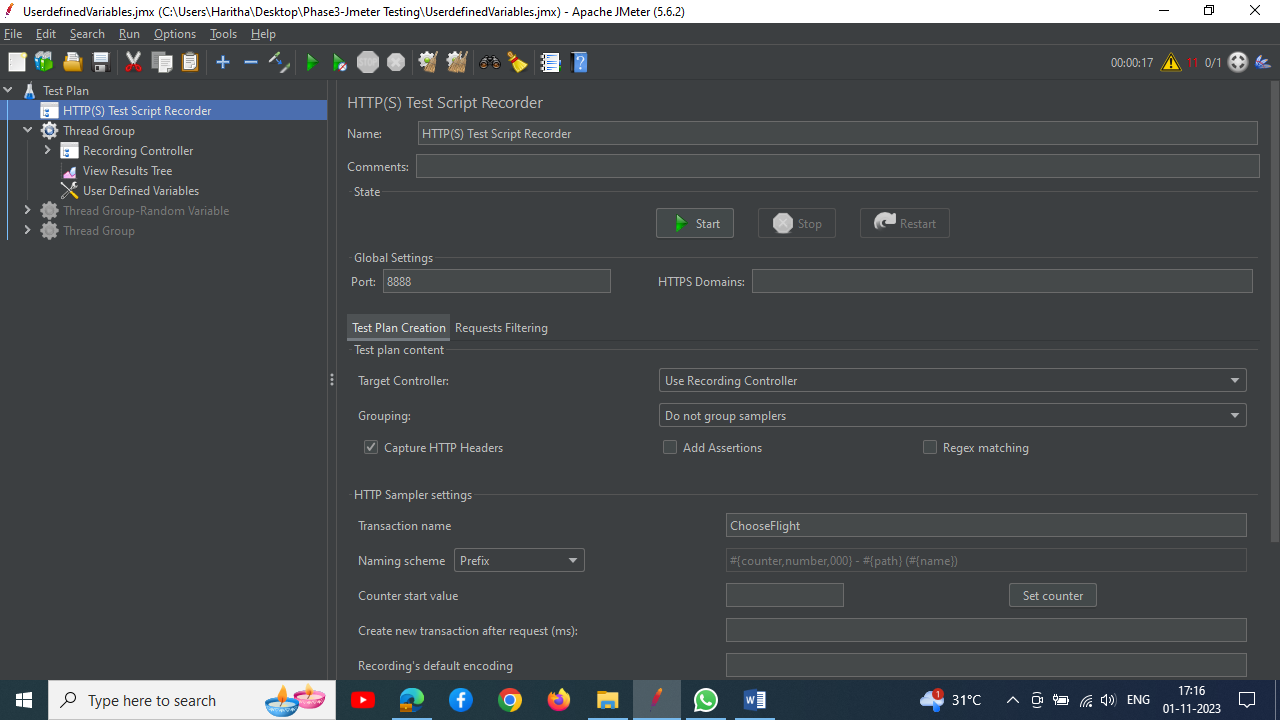 UserdefinedVariables.jmx (C:\Users\Haritha\Desktop\Phase3-Jmeter Testing\UserdefinedVariables.jmx) - Apache JMeter (5.6.2)
File Edit Search Run Options Tools Help
STOP 00:00:17 11 0/1
Test Plan
HTTP(S) Test Script Recorder
Thread Group
Recording Controller
View Results Tree
User Defined Variables
Thread Group-Random Variable
Thread Group
HTTP(S) Test Script Recorder
Name: HTTP(S) Test Script Recorder
Comments:
State
Start Stop Restart
Global Settings
Port: 8888 HTTPS Domains:
Test Plan Creation Requests Filtering
Test plan content
Target Controller: Use Recording Controller
Grouping: Do not group samplers
Capture HTTP Headers Add Assertions Regex matching
HTTP Sampler settings
Transaction name ChooseFlight
Naming scheme Prefix #{counter,number,000} - #{path} (#{name})
Counter start value Set counter
Create new transaction after request (ms):
Recording's default encoding
Type here to search 1 31°C ENG 17:16
01-11-2023